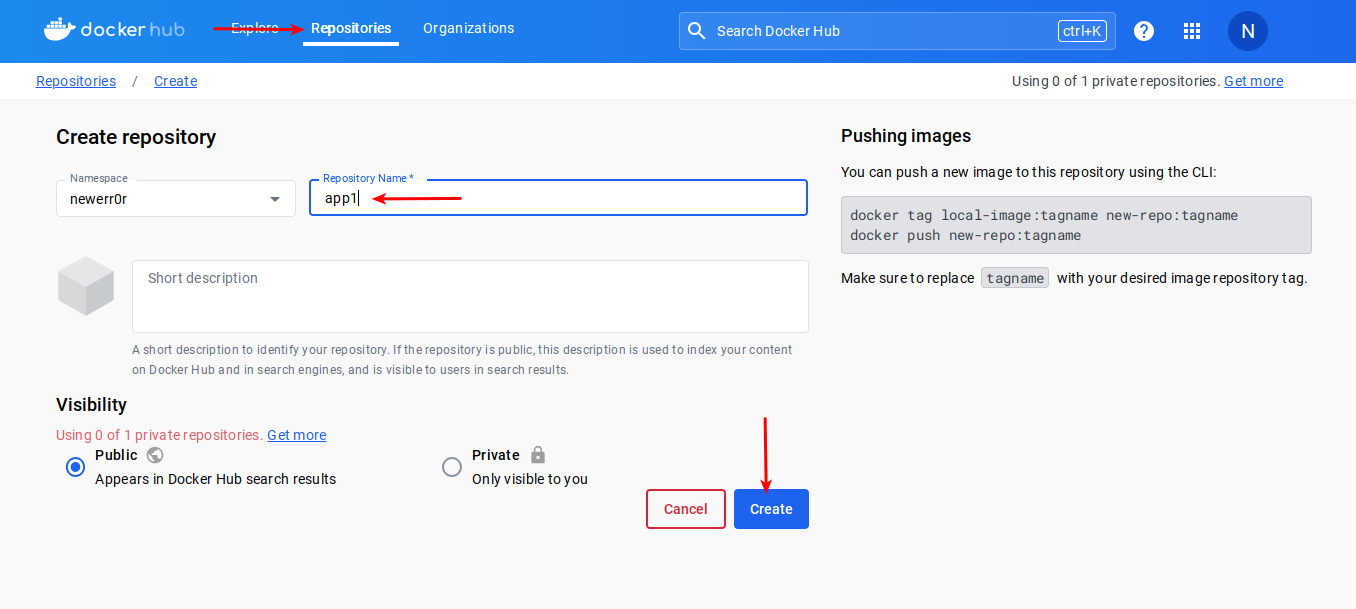 docker hub
Explore
Repositories
Organizations
Search Docker Hub
ctrl+K
?
N
Repositories / Create
Using 0 of 1 private repositories. Get more
Create repository
Namespace
newerr0r
Repository Name *
app1
Short description
A short description to identify your repository. If the repository is public, this description is used to index your content
on Docker Hub and in search engines, and is visible to users in search results.
Visibility
Using 0 of 1 private repositories. Get more
Public
Appears in Docker Hub search results
Private
Only visible to you
Cancel
Create
Pushing images
You can push a new image to this repository using the CLI:
docker tag local-image:tagname new-repo:tagname
docker push new-repo:tagname
Make sure to replace tagname with your desired image repository tag.